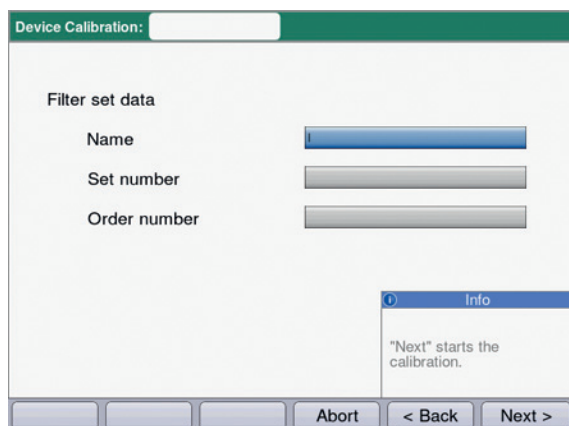 Device Calibration:
Filter set data
Name
Set number
Order number
Info
"Next" starts the
calibration.
Abort
< Back
Next >